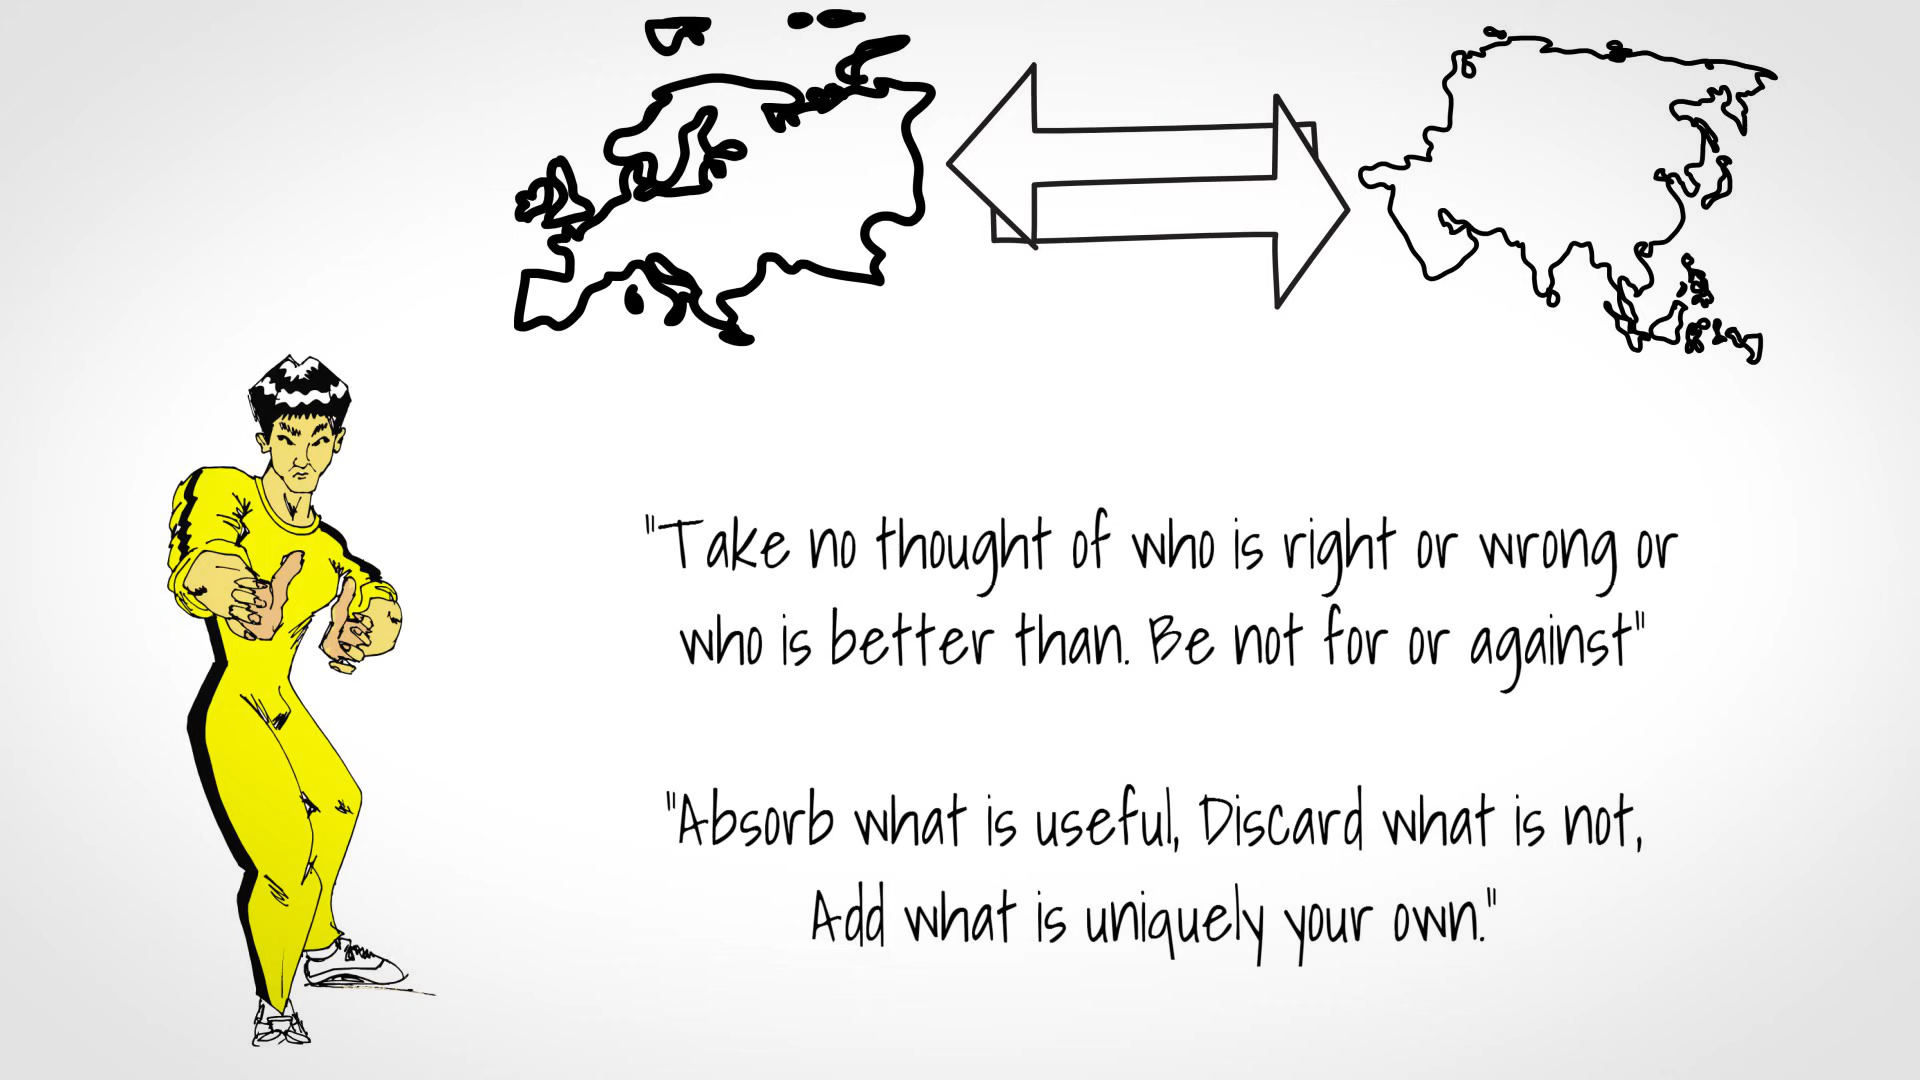 "Take no thought of who is right or wrong or
who is better than. Be not for or against"
"Absorb what is useful, Discard what is not,
Add what is uniquely your own."